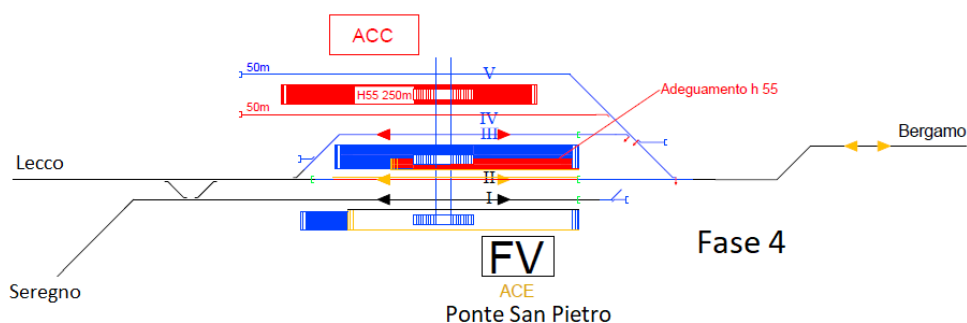 ACC
50m
V
H55 250m
Adeguamento h 55
50m
IV
III
Bergamo
Lecco
II
I
FV
Fase 4
ACE
Seregno
Ponte San Pietro